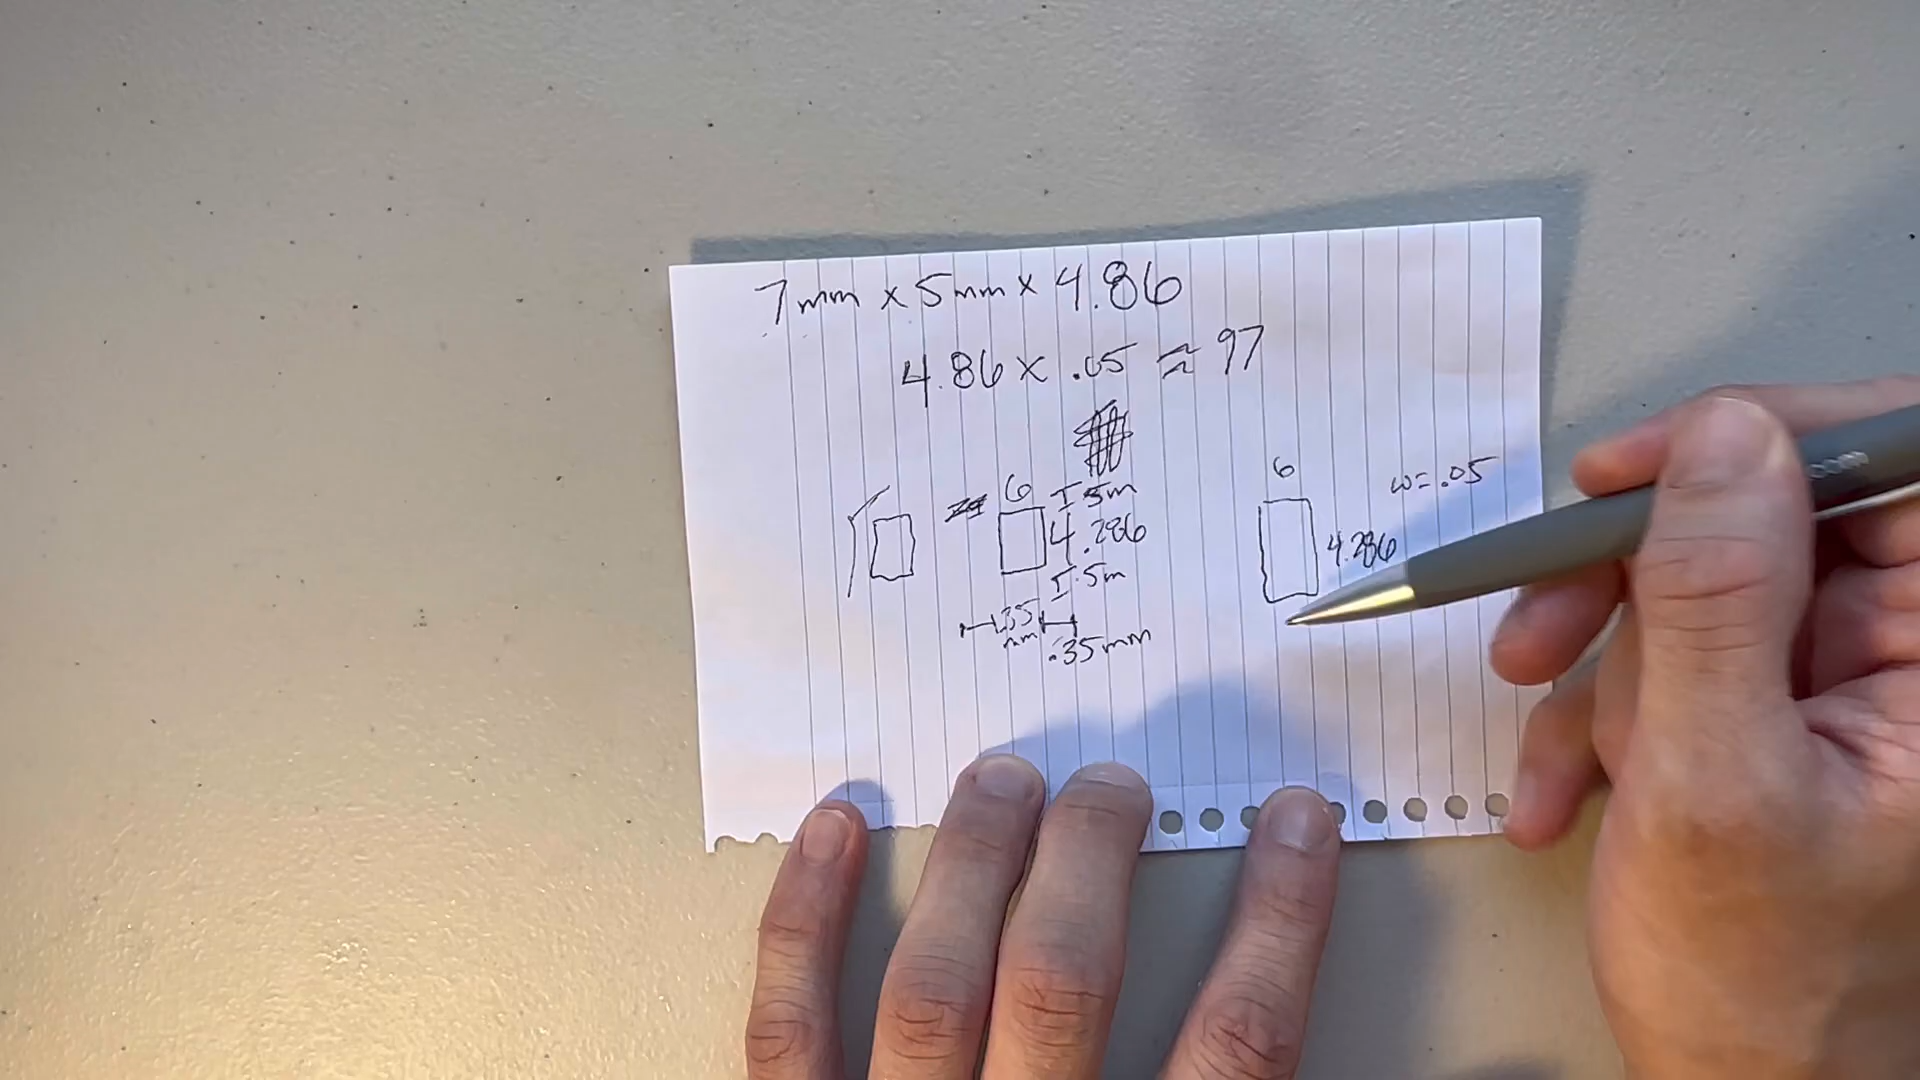 7mm x 5mm x 4.86
4.86 x .05 ≈ 97
6
.5m
4.286
.5m
.35
mm
.35mm
6
w=.05
4.286